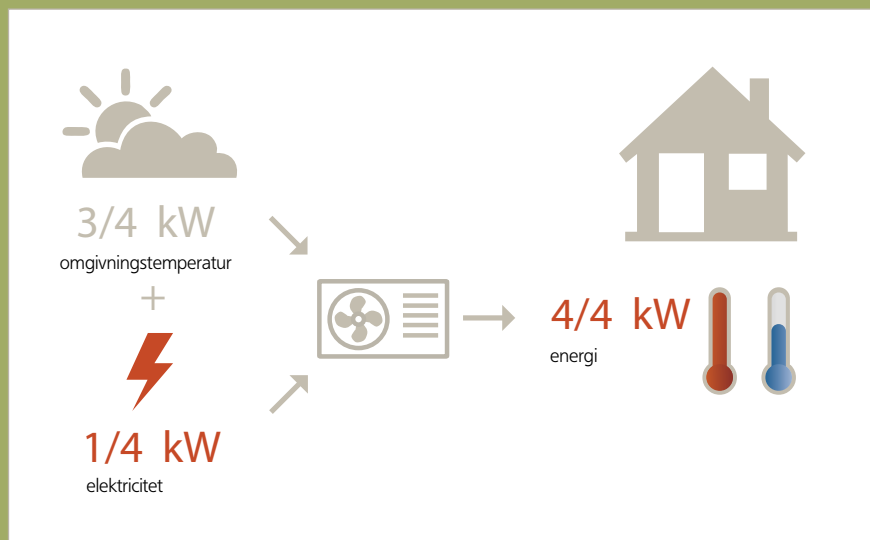 3/4 kW
omgivningstemperatur
+
1/4 kW
elektricitet
4/4 kW
energi